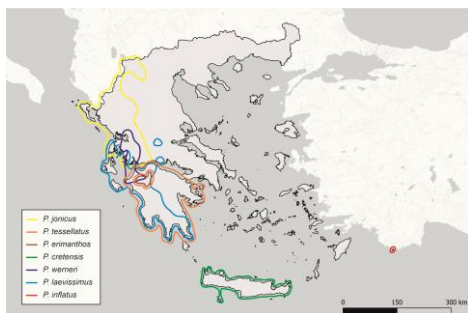 P. jonicus
P. tessellatus
P. erimanthos
P. cretensis
P. werneri
P. laevissimus
P. inflatus
0 150 300 km